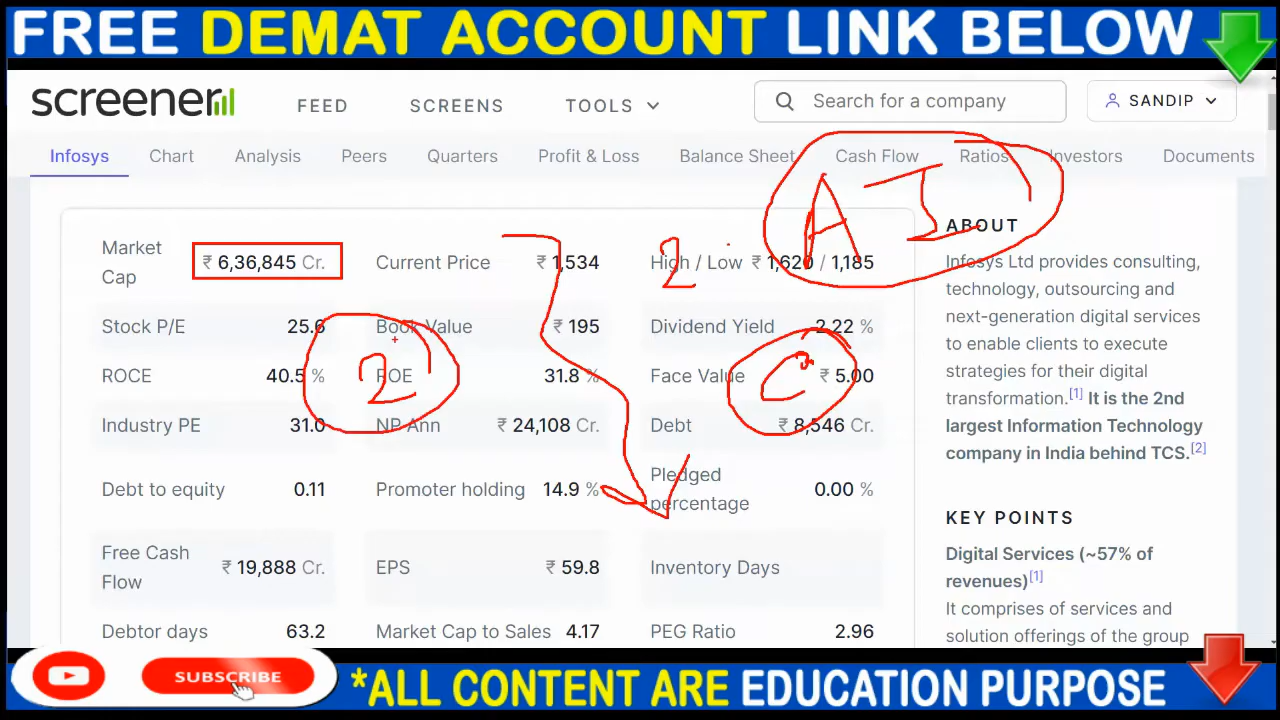 FREE DEMAT ACCOUNT LINK BELOW
screener FEED SCREENS TOOLS Search for a company SANDIP
Infosys Chart Analysis Peers Quarters Profit & Loss Balance Sheet Cash Flow Ratios Investors Documents
Market Cap ₹ 6,36,845 Cr.
Current Price ₹ 1,534
High / Low ₹ 1,620 / 1,185
Stock P/E 25.6
Book Value ₹ 195
Dividend Yield 2.22 %
ROCE 40.5 %
ROE 31.8 %
Face Value ₹ 5.00
Industry PE 31.0
NP Ann ₹ 24,108 Cr.
Debt ₹ 8,546 Cr.
Debt to equity 0.11
Promoter holding 14.9 %
Pledged percentage 0.00 %
Free Cash Flow ₹ 19,888 Cr.
EPS ₹ 59.8
Inventory Days
Debtor days 63.2
Market Cap to Sales 4.17
PEG Ratio 2.96
AI
2
2
ABOUT
Infosys Ltd provides consulting,
technology, outsourcing and
next-generation digital services
to enable clients to execute
strategies for their digital
transformation.[1] It is the 2nd
largest Information Technology
company in India behind TCS.[2]
KEY POINTS
Digital Services (~57% of
revenues)[1]
It comprises of services and
solution offerings of the group
SUBSCRIBE
*ALL CONTENT ARE EDUCATION PURPOSE